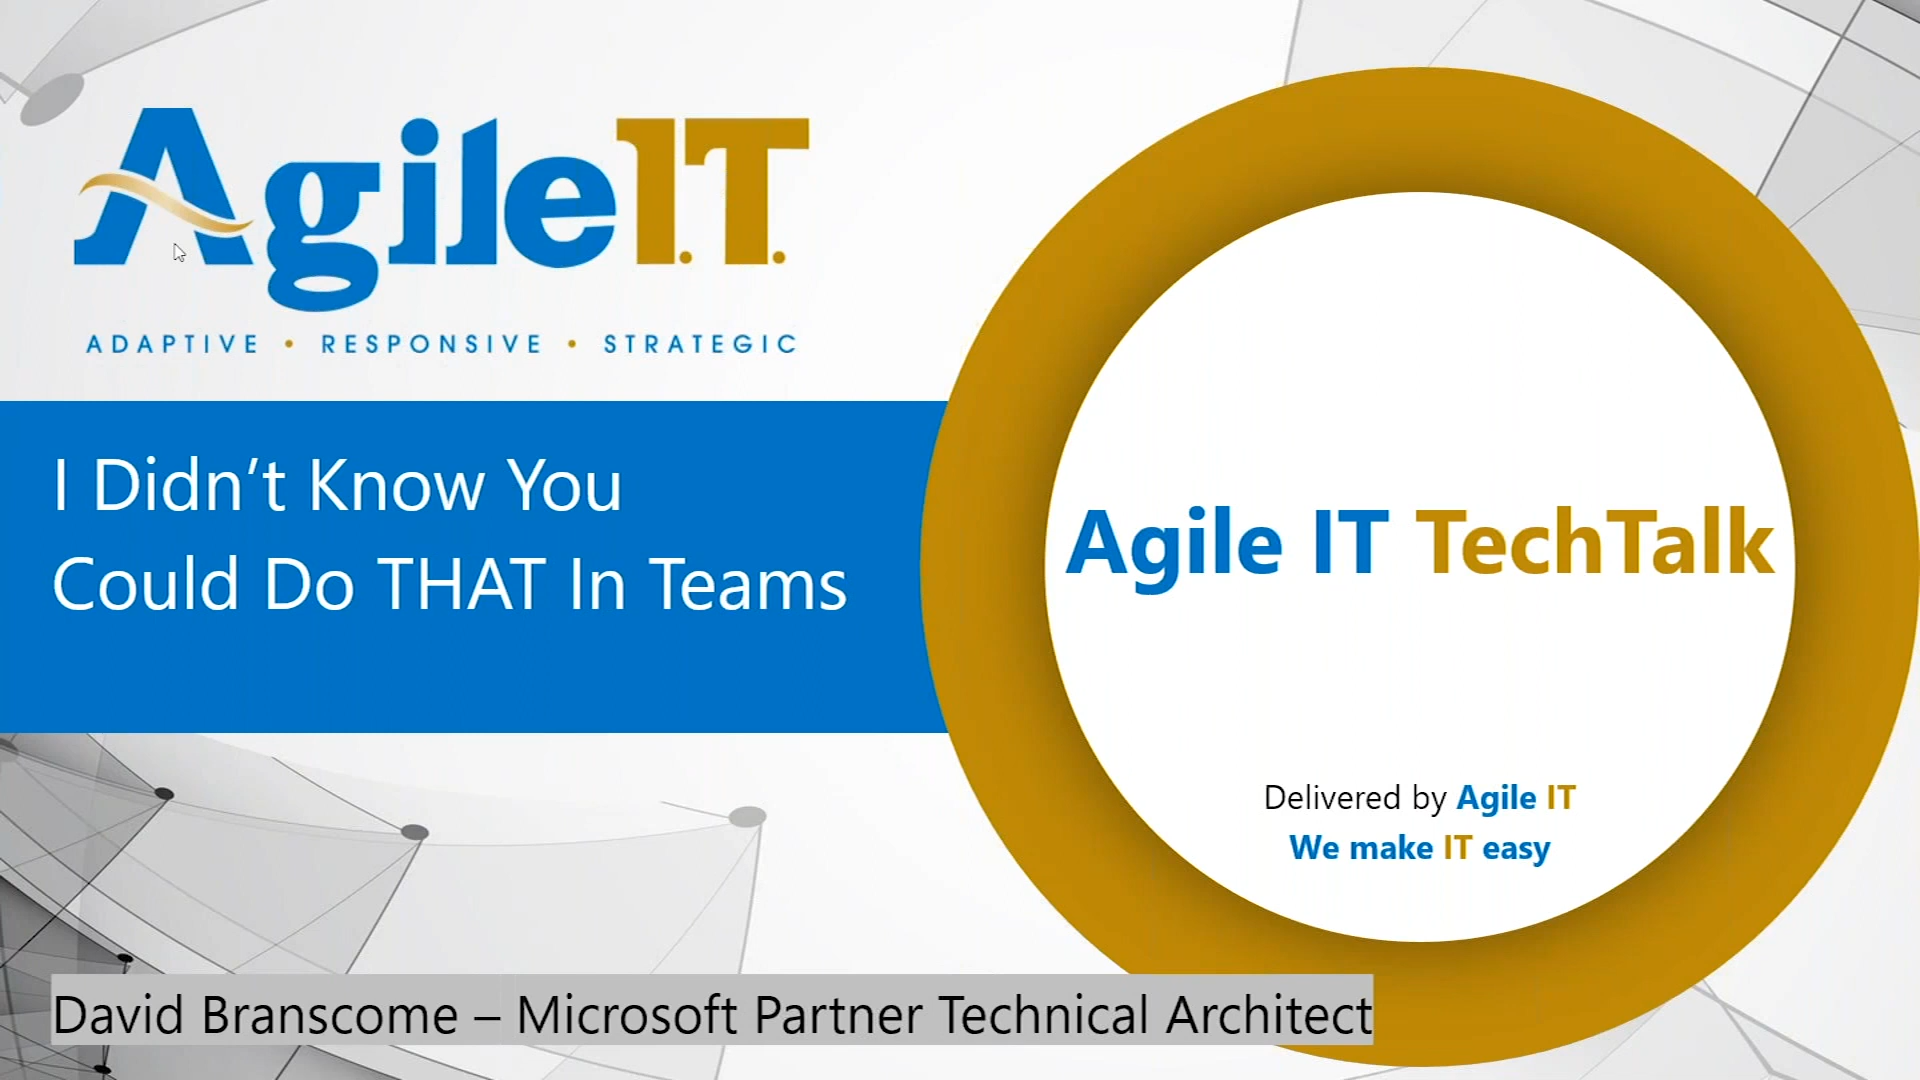 AgileI.T.
ADAPTIVE • RESPONSIVE • STRATEGIC
I Didn’t Know You
Could Do THAT In Teams
Agile IT TechTalk
Delivered by Agile IT
We make IT easy
David Branscome – Microsoft Partner Technical Architect